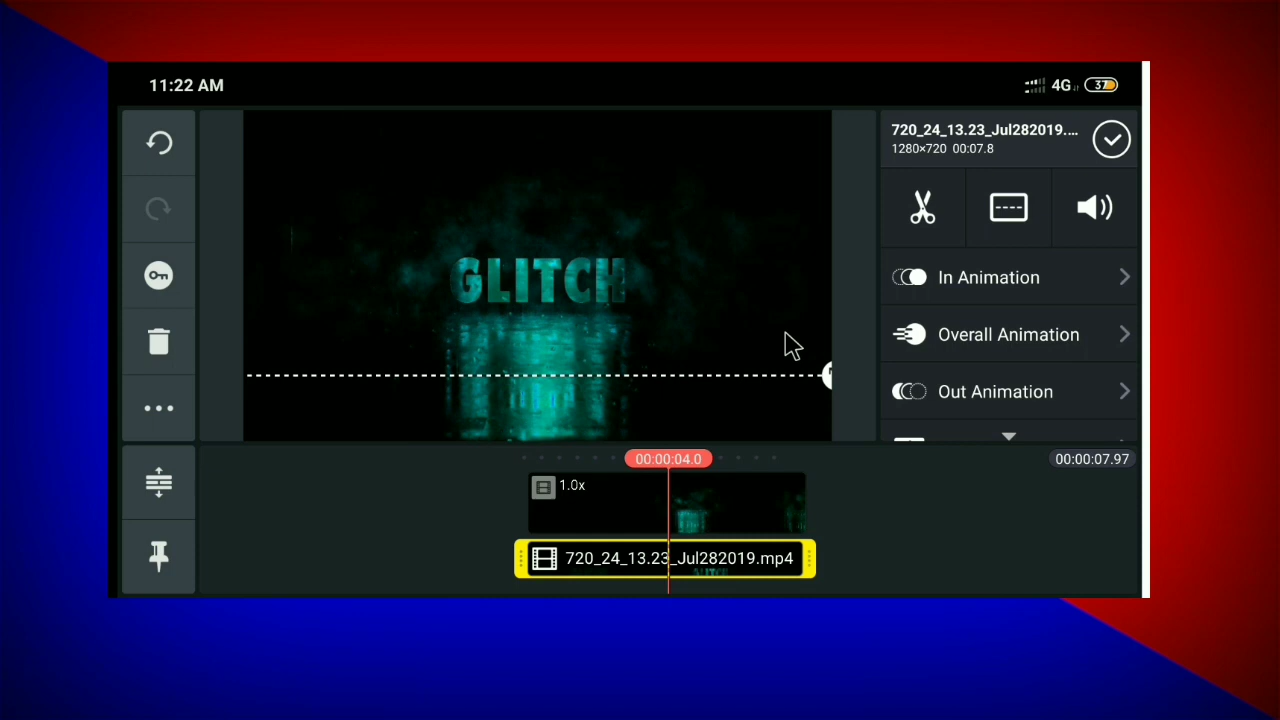 11:22 AM
4G
37
720_24_13.23_Jul282019....
1280×720 00:07.8
GLITCH
In Animation
Overall Animation
Out Animation
00:00:04.0
00:00:07.97
1.0x
720_24_13.23_Jul282019.mp4